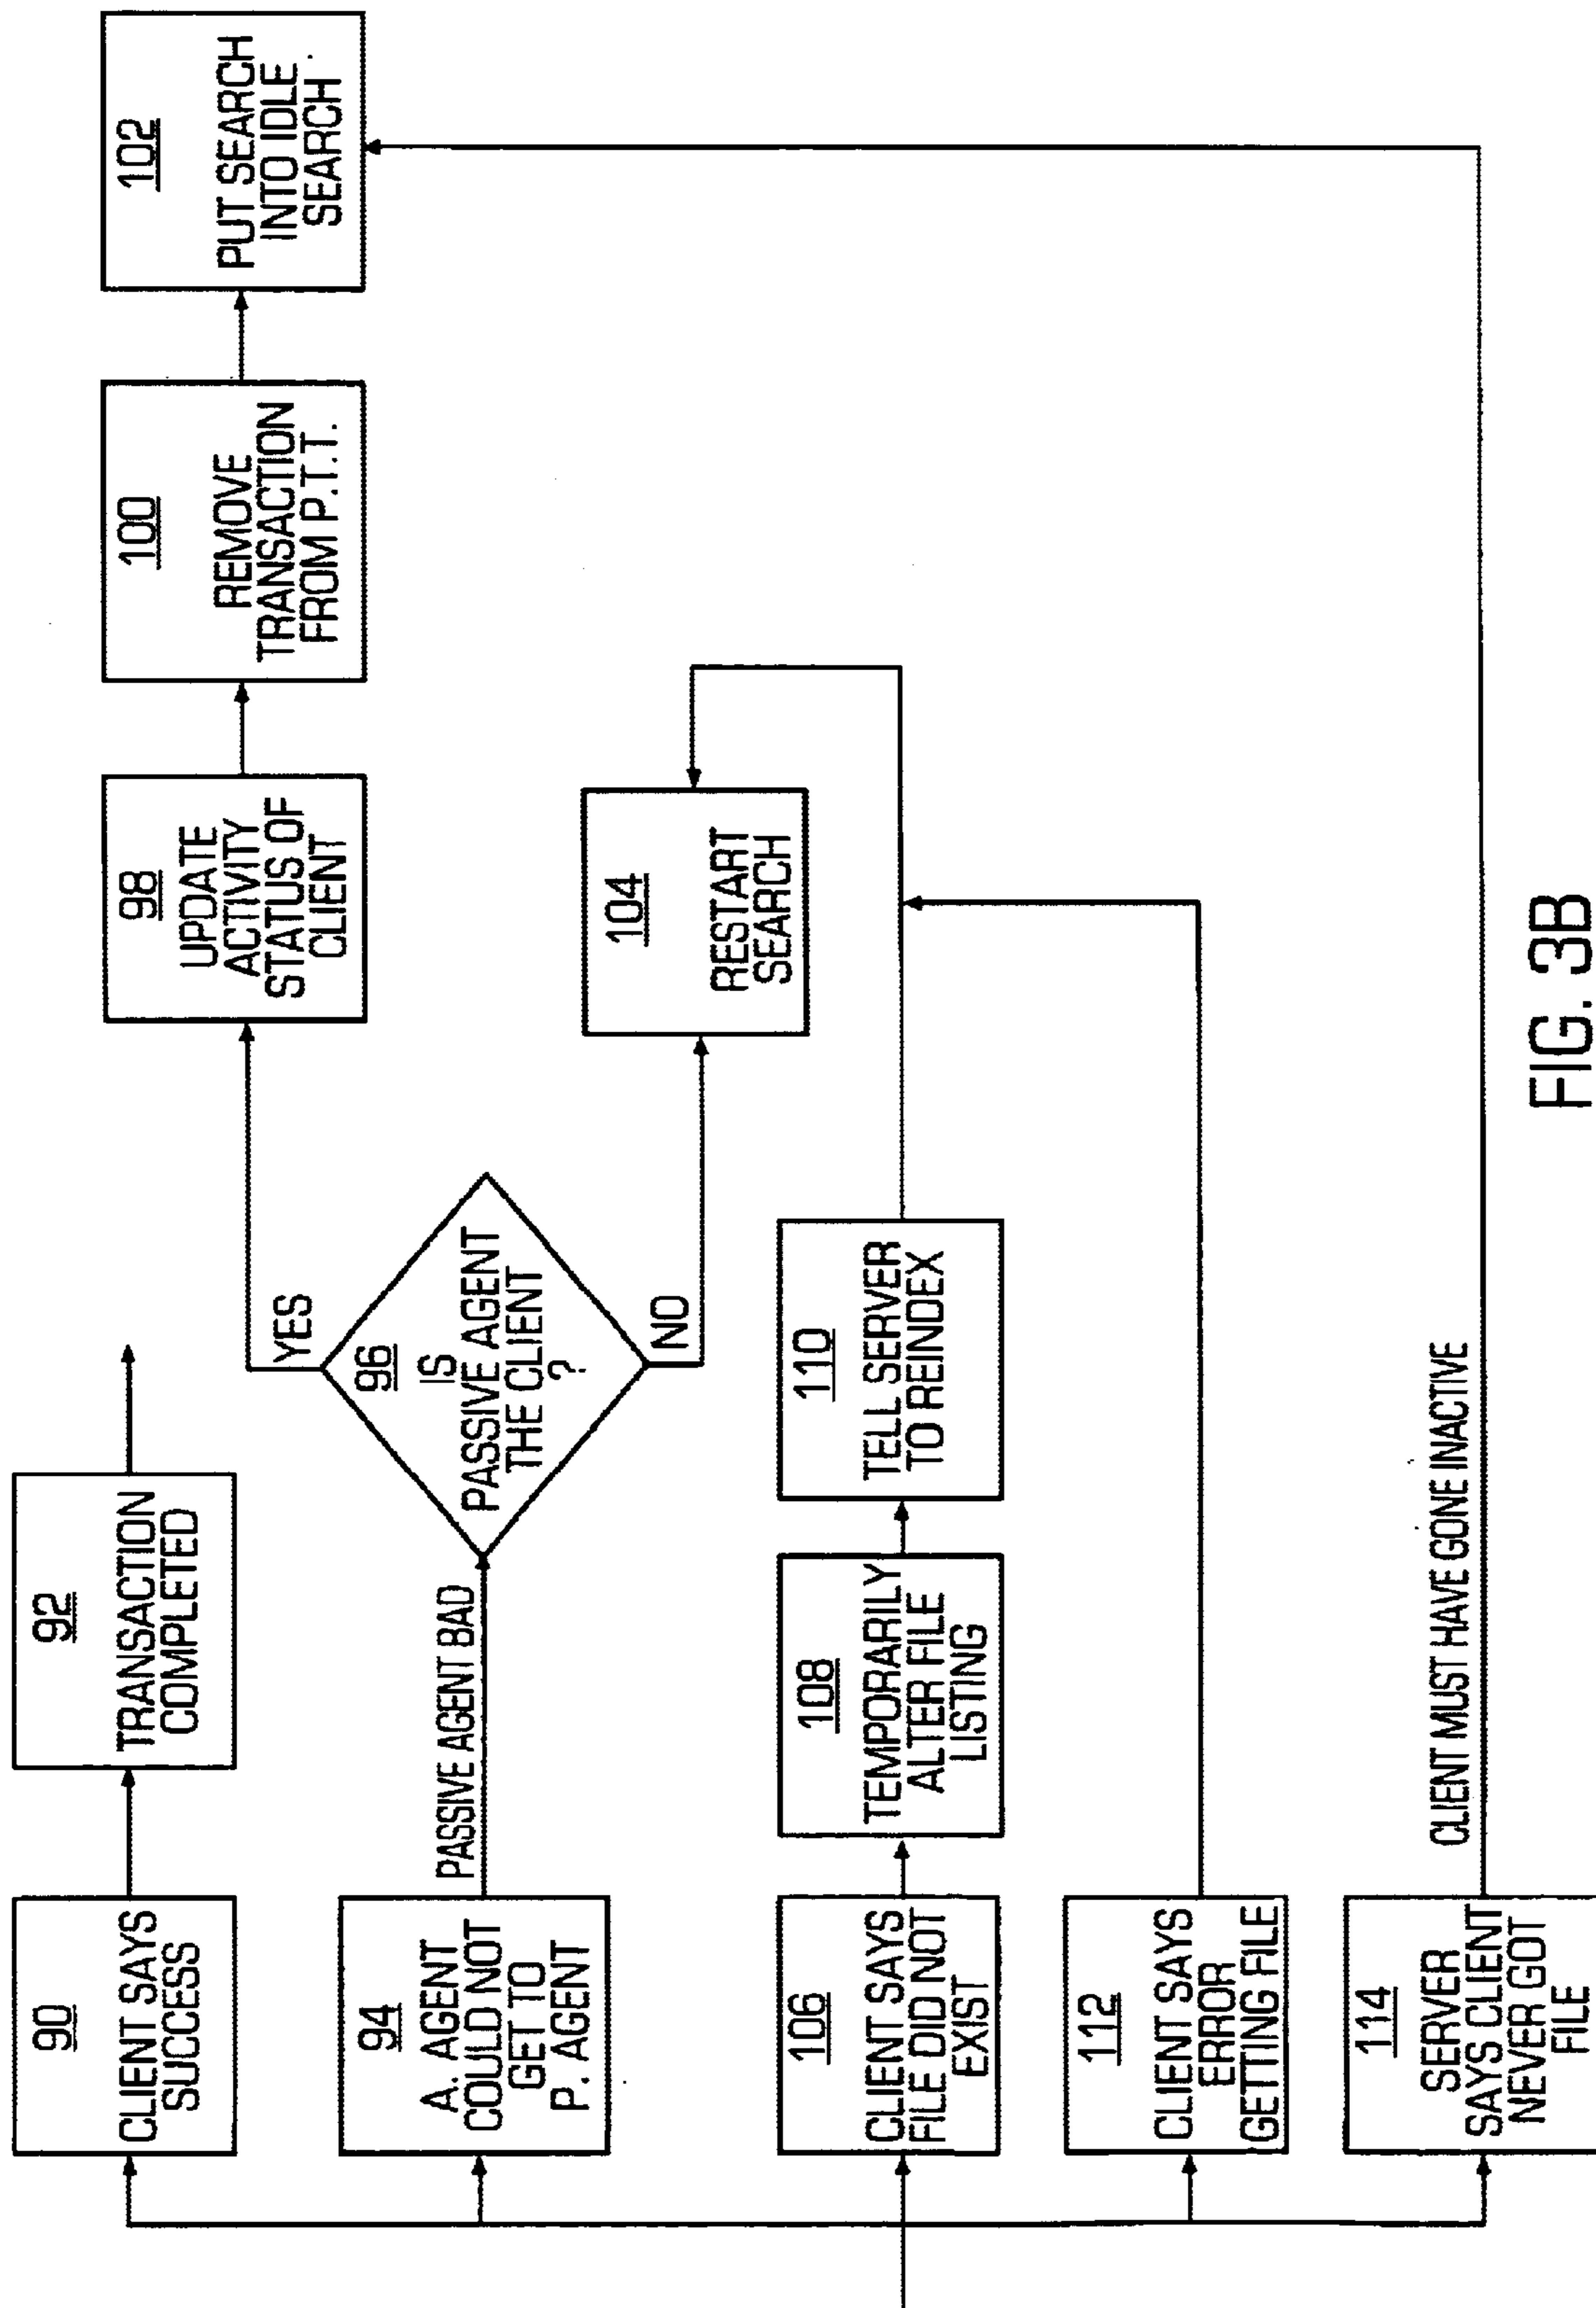 90
CLIENT SAYS
SUCCESS
92
TRANSACTION
COMPLETED
94
A. AGENT
COULD NOT
GET TO
P. AGENT
PASSIVE AGENT BAD
96
IS
PASSIVE AGENT
THE CLIENT
?
YES
NO
98
UPDATE
ACTIVITY
STATUS OF
CLIENT
100
REMOVE
TRANSACTION
FROM P.T.T.
102
PUT SEARCH
INTO IDLE
SEARCH
104
RESTART
SEARCH
106
CLIENT SAYS
FILE DID NOT
EXIST
108
TEMPORARILY
ALTER FILE
LISTING
110
TELL SERVER
TO REINDEX
112
CLIENT SAYS
ERROR
GETTING FILE
114
SERVER
SAYS CLIENT
NEVER GOT
FILE
CLIENT MUST HAVE GONE INACTIVE
FIG. 3B